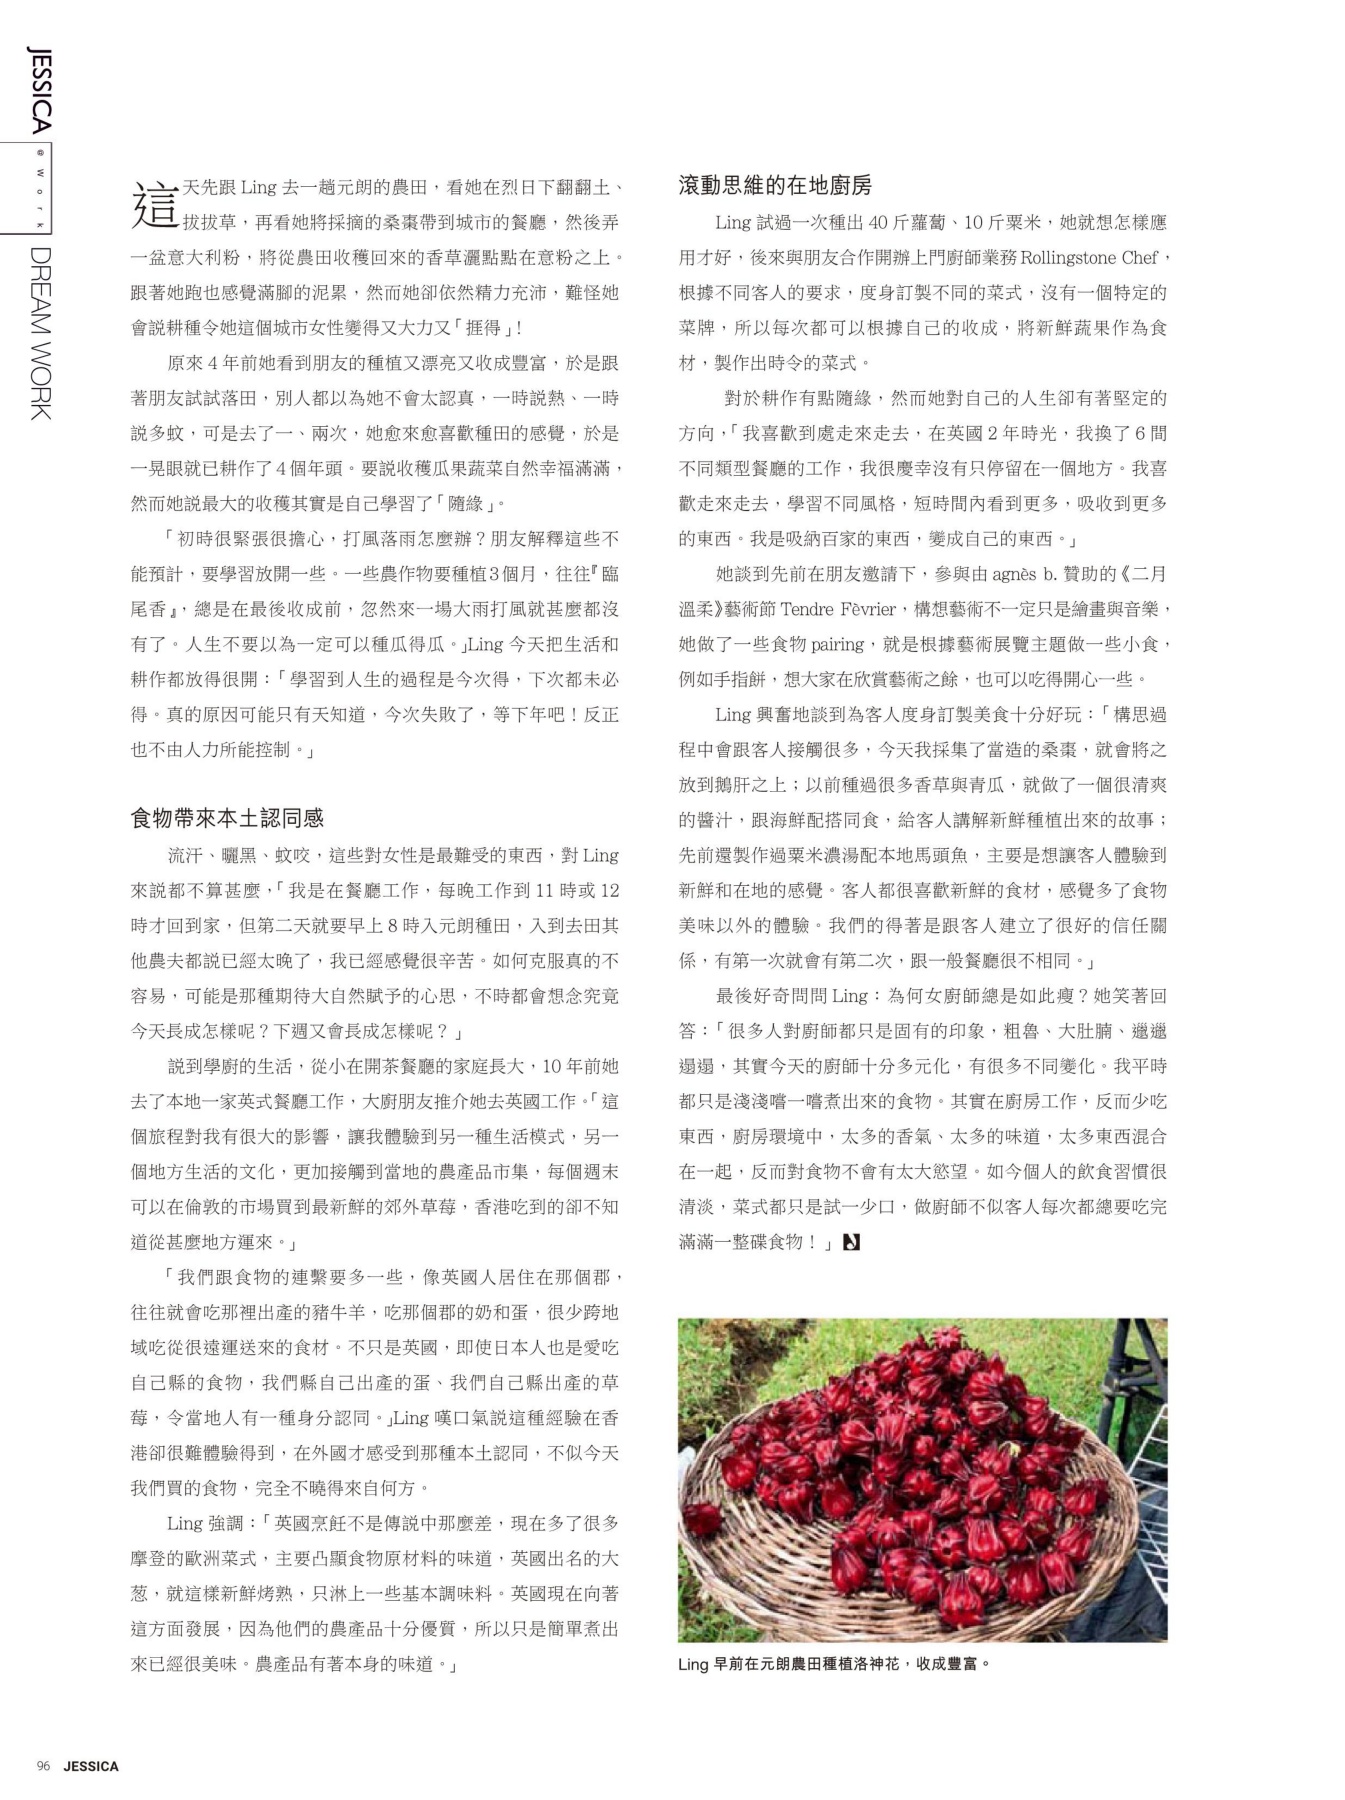 JESSICA
@work
DREAM WORK
這天先跟 Ling 去一趟元朗的農田，看她在烈日下翻翻土、
拔拔草，再看她將採摘的桑棗帶到城市的餐廳，然後弄
一盆意大利粉，將從農田收穫回來的香草灑點點在意粉之上。
跟著她跑也感覺滿腳的泥累，然而她卻依然精力充沛，難怪她
會説耕種令她這個城市女性變得又大力又「捱得」！
原來 4 年前她看到朋友的種植又漂亮又收成豐富，於是跟
著朋友試試落田，別人都以為她不會太認真，一時説熱、一時
説多蚊，可是去了一、兩次，她愈來愈喜歡種田的感覺，於是
一晃眼就已耕作了 4 個年頭。要説收穫瓜果蔬菜自然幸福滿滿，
然而她説最大的收穫其實是自己學習了「隨緣」。
「初時很緊張很擔心，打風落雨怎麼辦？朋友解釋這些不
能預計，要學習放開一些。一些農作物要種植3個月，往往『臨
尾香』，總是在最後收成前，忽然來一場大雨打風就甚麼都沒
有了。人生不要以為一定可以種瓜得瓜。」Ling 今天把生活和
耕作都放得很開：「學習到人生的過程是今次得，下次都未必
得。真的原因可能只有天知道，今次失敗了，等下年吧！反正
也不由人力所能控制。」
食物帶來本土認同感
流汗、曬黑、蚊咬，這些對女性是最難受的東西，對 Ling
來説都不算甚麼，「我是在餐廳工作，每晚工作到 11 時或 12
時才回到家，但第二天就要早上 8 時入元朗種田，入到去田其
他農夫都説已經太晚了，我已經感覺很辛苦。如何克服真的不
容易，可能是那種期待大自然賦予的心思，不時都會想念究竟
今天長成怎樣呢？下週又會長成怎樣呢？」
説到學廚的生活，從小在開茶餐廳的家庭長大，10 年前她
去了本地一家英式餐廳工作，大廚朋友推介她去英國工作。「這
個旅程對我有很大的影響，讓我體驗到另一種生活模式，另一
個地方生活的文化，更加接觸到當地的農產品市集，每個週末
可以在倫敦的市場買到最新鮮的郊外草莓，香港吃到的卻不知
道從甚麼地方運來。」
「我們跟食物的連繫要多一些，像英國人居住在那個郡，
往往就會吃那裡出產的豬牛羊，吃那個郡的奶和蛋，很少跨地
域吃從很遠運送來的食材。不只是英國，即使日本人也是愛吃
自己縣的食物，我們縣自己出產的蛋、我們自己縣出產的草
莓，令當地人有一種身分認同。」Ling 嘆口氣説這種經驗在香
港卻很難體驗得到，在外國才感受到那種本土認同，不似今天
我們買的食物，完全不曉得來自何方。
Ling 強調：「英國烹飪不是傳説中那麼差，現在多了很多
摩登的歐洲菜式，主要凸顯食物原材料的味道，英國出名的大
葱，就這樣新鮮烤熟，只淋上一些基本調味料。英國現在向著
這方面發展，因為他們的農產品十分優質，所以只是簡單煮出
來已經很美味。農產品有著本身的味道。」
滾動思維的在地廚房
Ling 試過一次種出 40 斤蘿蔔、10 斤粟米，她就想怎樣應
用才好，後來與朋友合作開辦上門廚師業務 Rollingstone Chef，
根據不同客人的要求，度身訂製不同的菜式，沒有一個特定的
菜牌，所以每次都可以根據自己的收成，將新鮮蔬果作為食
材，製作出時令的菜式。
對於耕作有點隨緣，然而她對自己的人生卻有著堅定的
方向，「我喜歡到處走來走去，在英國 2 年時光，我換了 6 間
不同類型餐廳的工作，我很慶幸沒有只停留在一個地方。我喜
歡走來走去，學習不同風格，短時間內看到更多，吸收到更多
的東西。我是吸納百家的東西，變成自己的東西。」
她談到先前在朋友邀請下，參與由 agnès b. 贊助的《二月
溫柔》藝術節 Tendre Fèvrier，構想藝術不一定只是繪畫與音樂，
她做了一些食物 pairing，就是根據藝術展覽主題做一些小食，
例如手指餅，想大家在欣賞藝術之餘，也可以吃得開心一些。
Ling 興奮地談到為客人度身訂製美食十分好玩：「構思過
程中會跟客人接觸很多，今天我採集了當造的桑棗，就會將之
放到鵝肝之上；以前種過很多香草與青瓜，就做了一個很清爽
的醬汁，跟海鮮配搭同食，給客人講解新鮮種植出來的故事；
先前還製作過粟米濃湯配本地馬頭魚，主要是想讓客人體驗到
新鮮和在地的感覺。客人都很喜歡新鮮的食材，感覺多了食物
美味以外的體驗。我們的得著是跟客人建立了很好的信任關
係，有第一次就會有第二次，跟一般餐廳很不相同。」
最後好奇問問 Ling：為何女廚師總是如此瘦？她笑著回
答：「很多人對廚師都只是固有的印象，粗魯、大肚腩、邋邋
遢遢，其實今天的廚師十分多元化，有很多不同變化。我平時
都只是淺淺嚐一嚐煮出來的食物。其實在廚房工作，反而少吃
東西，廚房環境中，太多的香氣、太多的味道，太多東西混合
在一起，反而對食物不會有太大慾望。如今個人的飲食習慣很
清淡，菜式都只是試一少口，做廚師不似客人每次都總要吃完
滿滿一整碟食物！」
Ling 早前在元朗農田種植洛神花，收成豐富。
96 JESSICA